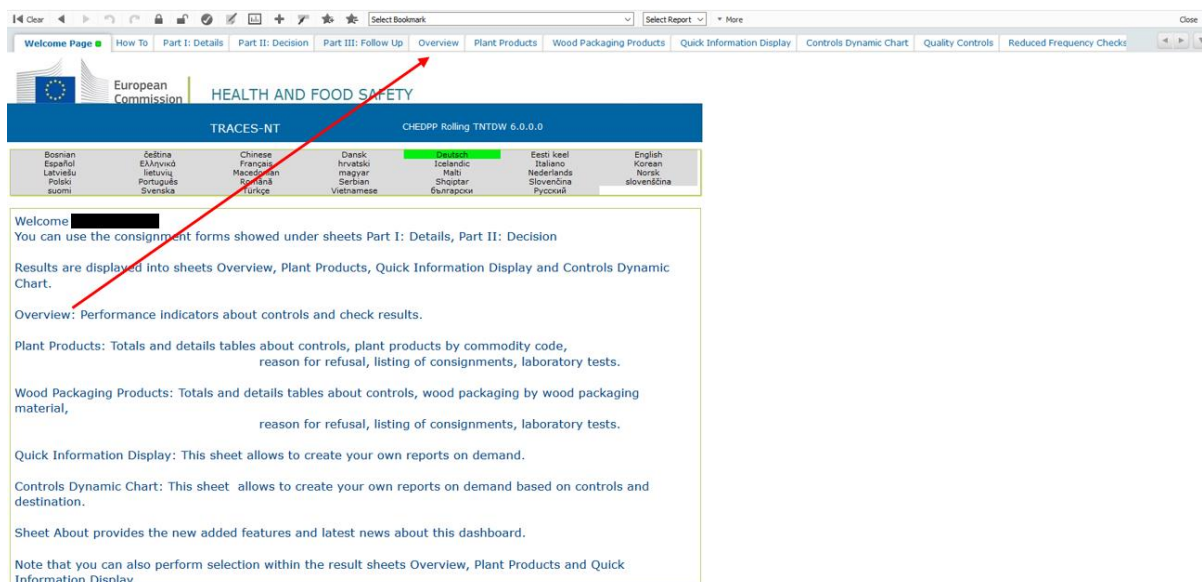 Clear Select Bookmark Select Report More Close
Welcome Page How To Part I: Details Part II: Decision Part III: Follow Up Overview Plant Products Wood Packaging Products Quick Information Display Controls Dynamic Chart Quality Controls Reduced Frequency Checks
European
Commission
HEALTH AND FOOD SAFETY
TRACES-NT CHEDPP Rolling TNTDW 6.0.0.0
Bosnian čeština Chinese Dansk Deutsch Eesti keel English
Español Ελληνικά Français hrvatski Icelandic Italiano Korean
Latviešu lietuvių Macedonian magyar Malti Nederlands Norsk
Polski Português Română Serbian Shqiptar Slovenčina slovenščina
suomi Svenska Türkçe Vietnamese български Русский
Welcome
You can use the consignment forms showed under sheets Part I: Details, Part II: Decision
Results are displayed into sheets Overview, Plant Products, Quick Information Display and Controls Dynamic
Chart.
Overview: Performance indicators about controls and check results.
Plant Products: Totals and details tables about controls, plant products by commodity code,
reason for refusal, listing of consignments, laboratory tests.
Wood Packaging Products: Totals and details tables about controls, wood packaging by wood packaging
material,
reason for refusal, listing of consignments, laboratory tests.
Quick Information Display: This sheet allows to create your own reports on demand.
Controls Dynamic Chart: This sheet allows to create your own reports on demand based on controls and
destination.
Sheet About provides the new added features and latest news about this dashboard.
Note that you can also perform selection within the result sheets Overview, Plant Products and Quick
Information Display